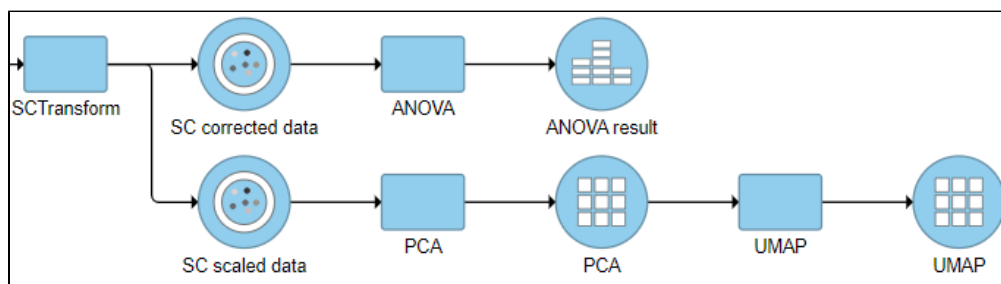 SCTransform
SC corrected data
ANOVA
ANOVA result
SC scaled data
PCA
PCA
UMAP
UMAP